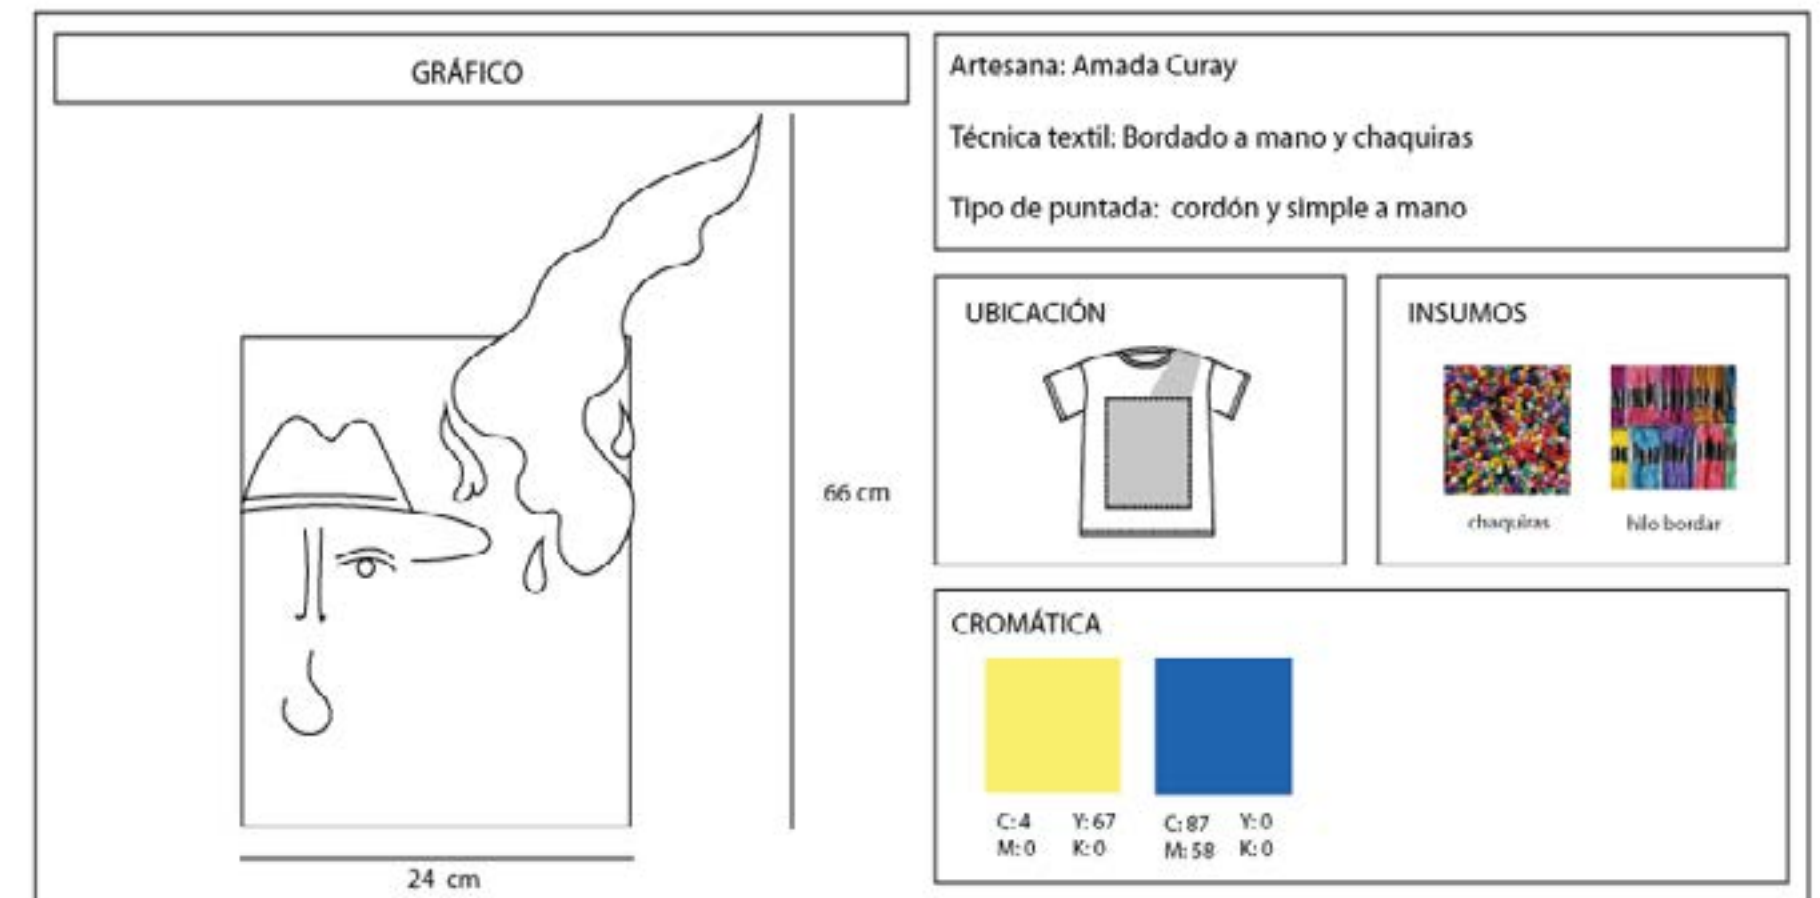 GRÁFICO
66 cm
24 cm
Artesana: Amada Curay
Técnica textil: Bordado a mano y chaquiras
Tipo de puntada: cordón y simple a mano
UBICACIÓN
INSUMOS
chaquiras
hilo bordar
CROMÁTICA
C: 4 Y: 67
M: 0 K: 0
C: 87 Y: 0
M: 58 K: 0